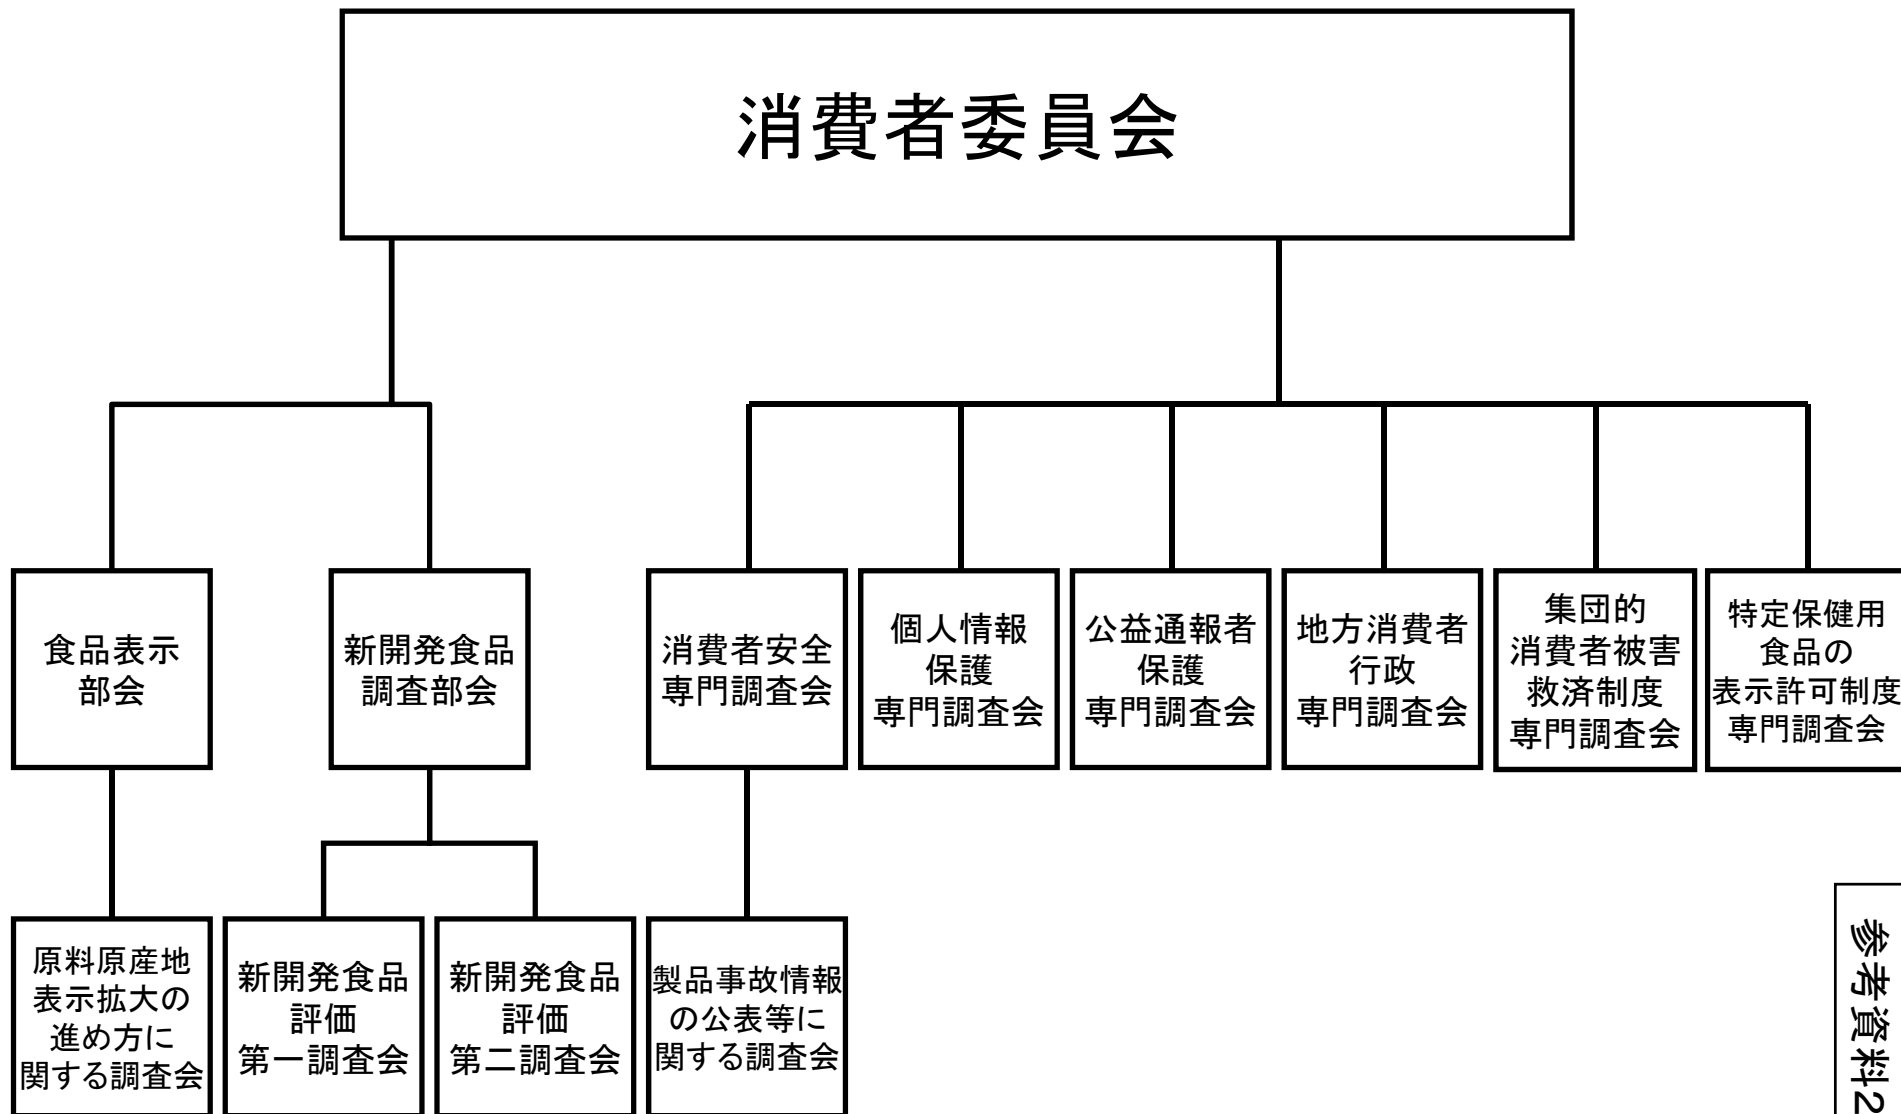 消費者委員会
食品表示
部会
新開発食品
調査部会
消費者安全
専門調査会
個人情報
保護
専門調査会
公益通報者
保護
専門調査会
地方消費者
行政
専門調査会
集団的
消費者被害
救済制度
専門調査会
特定保健用
食品の
表示許可制度
専門調査会
原料原産地
表示拡大の
進め方に
関する調査会
新開発食品
評価
第一調査会
新開発食品
評価
第二調査会
製品事故情報
の公表等に
関する調査会
参考資料2